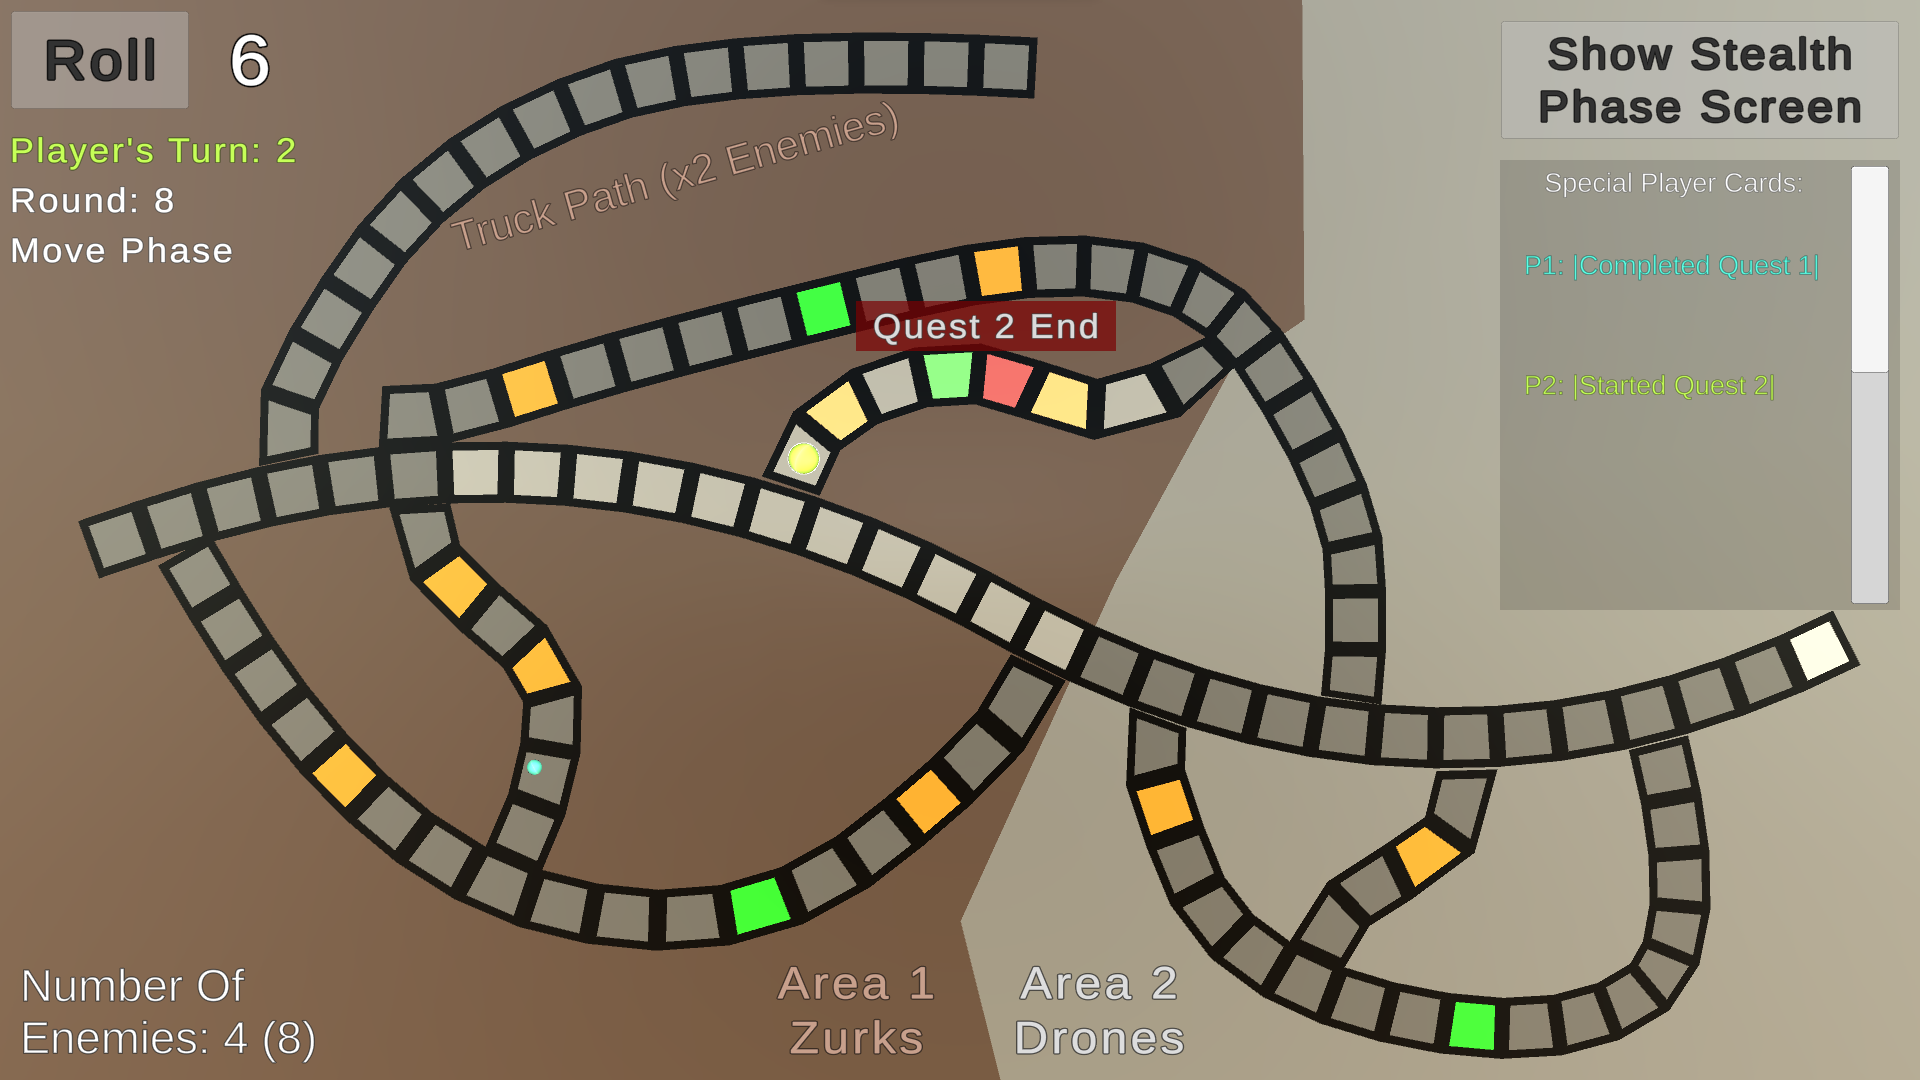 Roll
6
Player's Turn: 2
Round: 8
Move Phase
Truck Path (x2 Enemies)
Quest 2 End
Show Stealth
Phase Screen
Special Player Cards:
P1: |Completed Quest 1|
P2: |Started Quest 2|
Number Of
Enemies: 4 (8)
Area 1
Zurks
Area 2
Drones